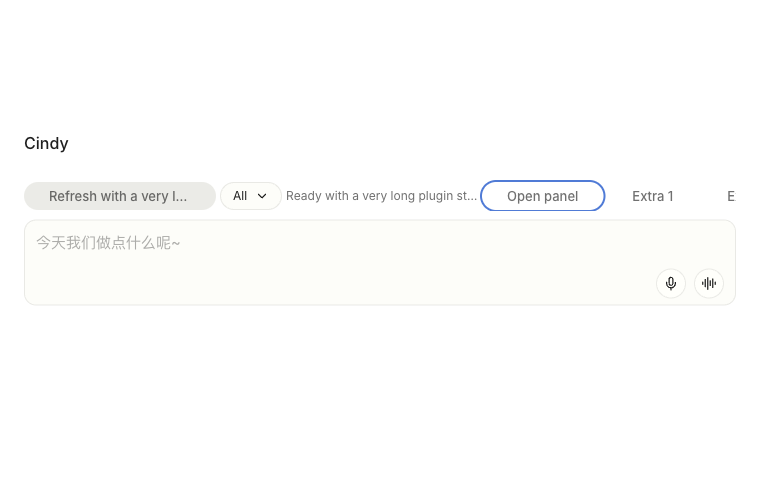 Cindy
Refresh with a very l... All Ready with a very long plugin st... Open panel Extra 1
今天我们做点什么呢~